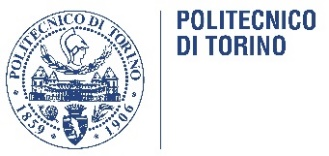 POLITECNICO DI TORINO
1859
1906
POLITECNICO
DI TORINO